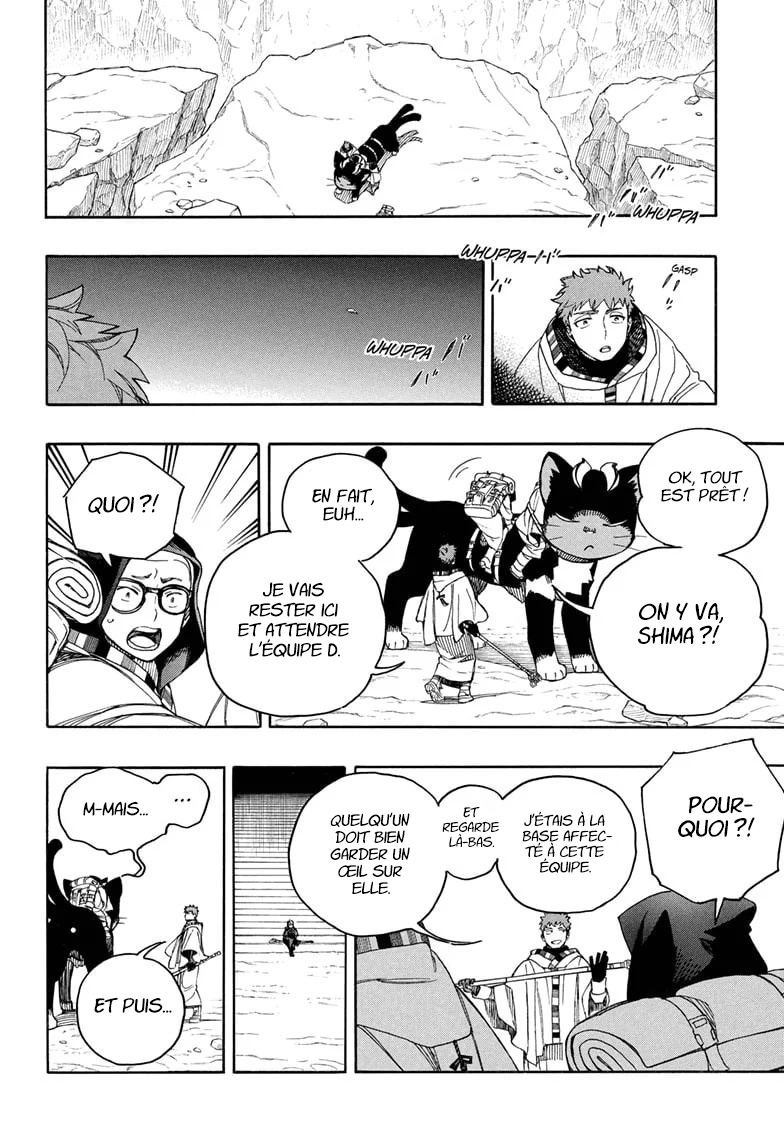 WHUPPA
GASP
WHUPPA
WHUPPA
OK, TOUT
EST PRÊT !
ON Y VA,
SHIMA ?!
EN FAIT,
EUH...
JE VAIS
RESTER ICI
ET ATTENDRE
L'ÉQUIPE D.
QUOI ?!
POUR-
QUOI ?!
J'ÉTAIS À LA
BASE AFFEC-
TÉ À CETTE
ÉQUIPE.
ET
REGARDE
LÀ-BAS.
QUELQU'UN
DOIT BIEN
GARDER UN
ŒIL SUR
ELLE.
...
M-MAIS...
ET PUIS...